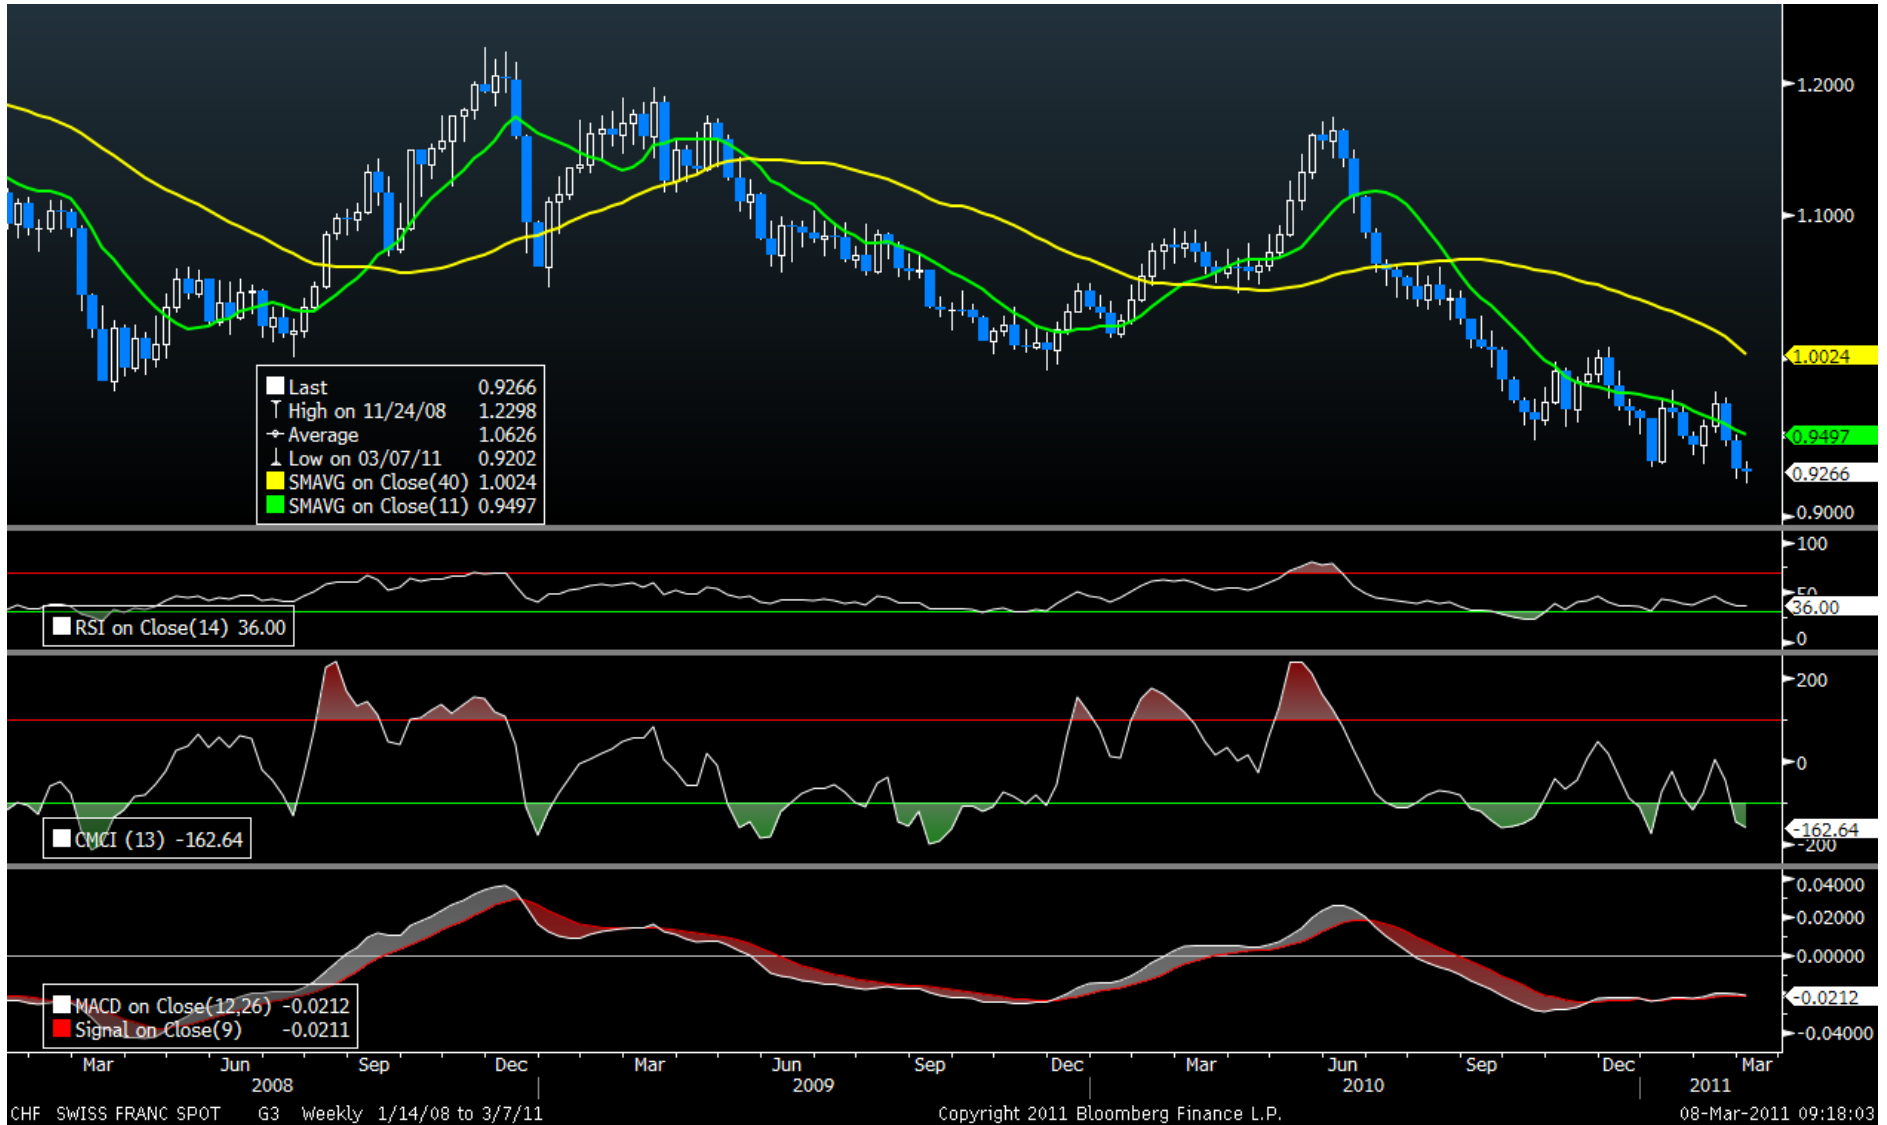 1.2000
1.1000
1.0024
0.9497
0.9266
0.9000
Last 0.9266
High on 11/24/08 1.2298
Average 1.0626
Low on 03/07/11 0.9202
SMAVG on Close(40) 1.0024
SMAVG on Close(11) 0.9497
100
50
36.00
0
RSI on Close(14) 36.00
200
0
-162.64
-200
CMCI (13) -162.64
0.04000
0.02000
0.00000
-0.0212
-0.04000
MACD on Close(12,26) -0.0212
Signal on Close(9) -0.0211
Mar Jun Sep Dec Mar Jun Sep Dec Mar Jun Sep Dec Mar
2008 2009 2010 2011
CHF SWISS FRANC SPOT G3 Weekly 1/14/08 to 3/7/11 Copyright 2011 Bloomberg Finance L.P. 08-Mar-2011 09:18:03